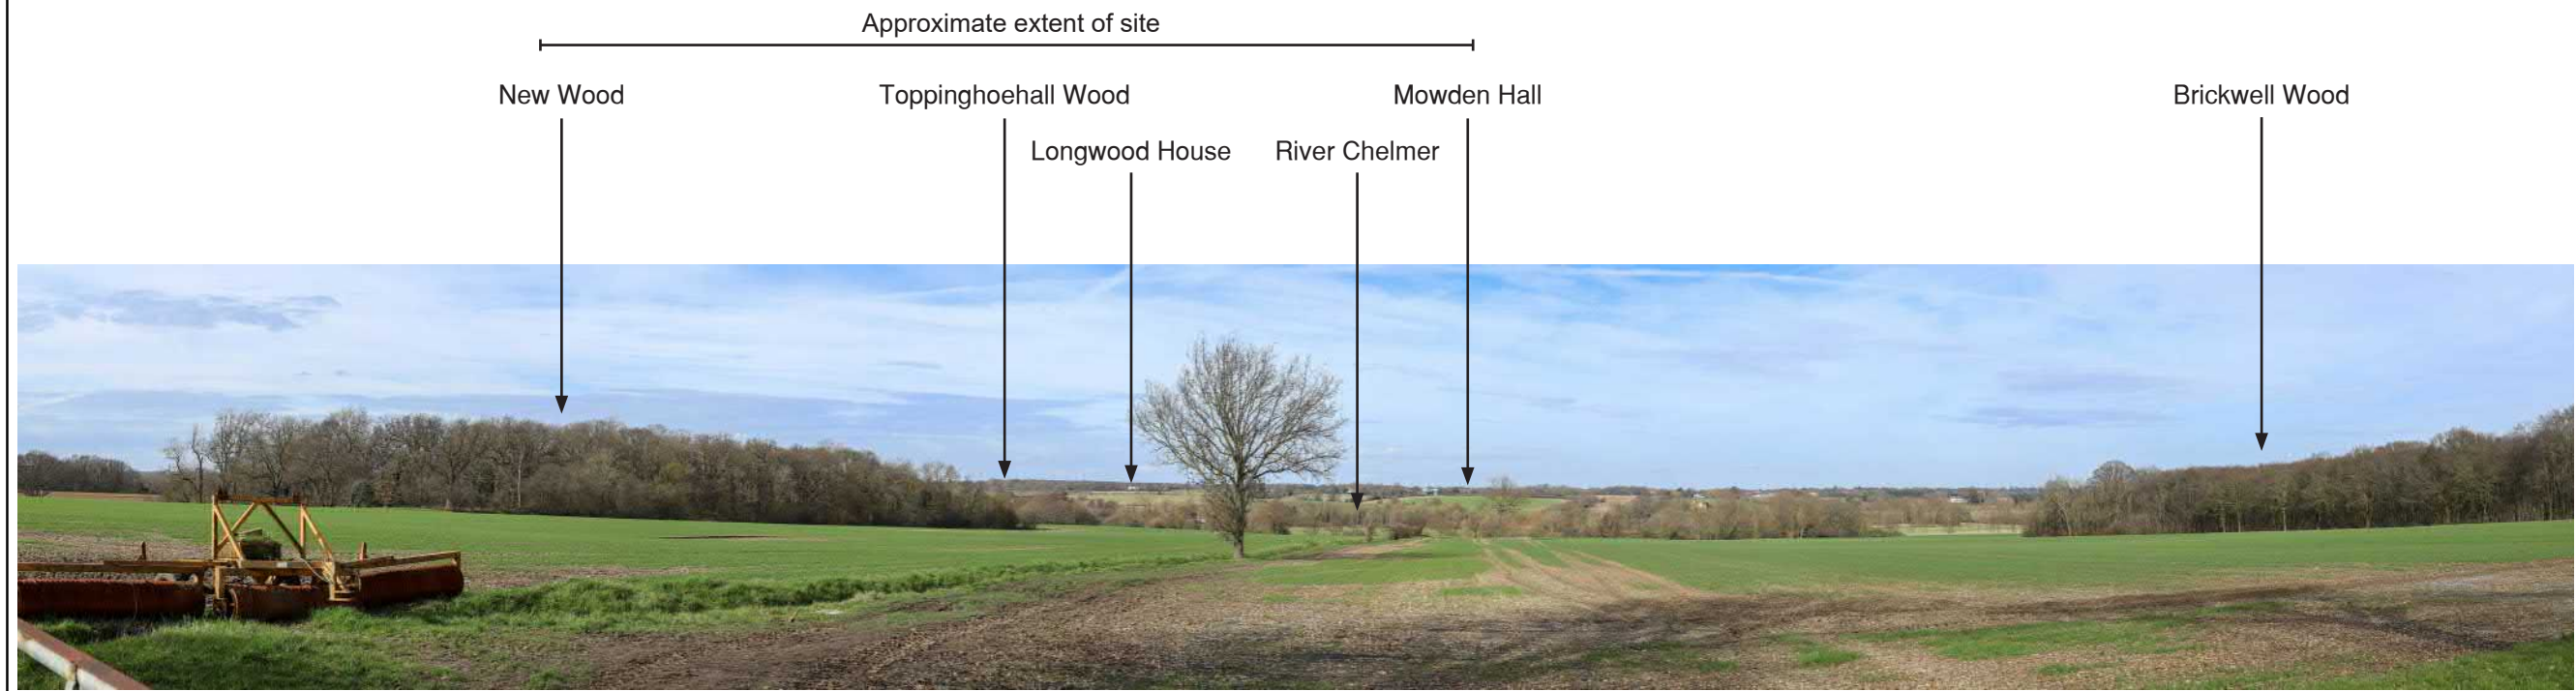 Approximate extent of site
New Wood
Toppinghoehall Wood
Mowden Hall
Brickwell Wood
Longwood House
River Chelmer